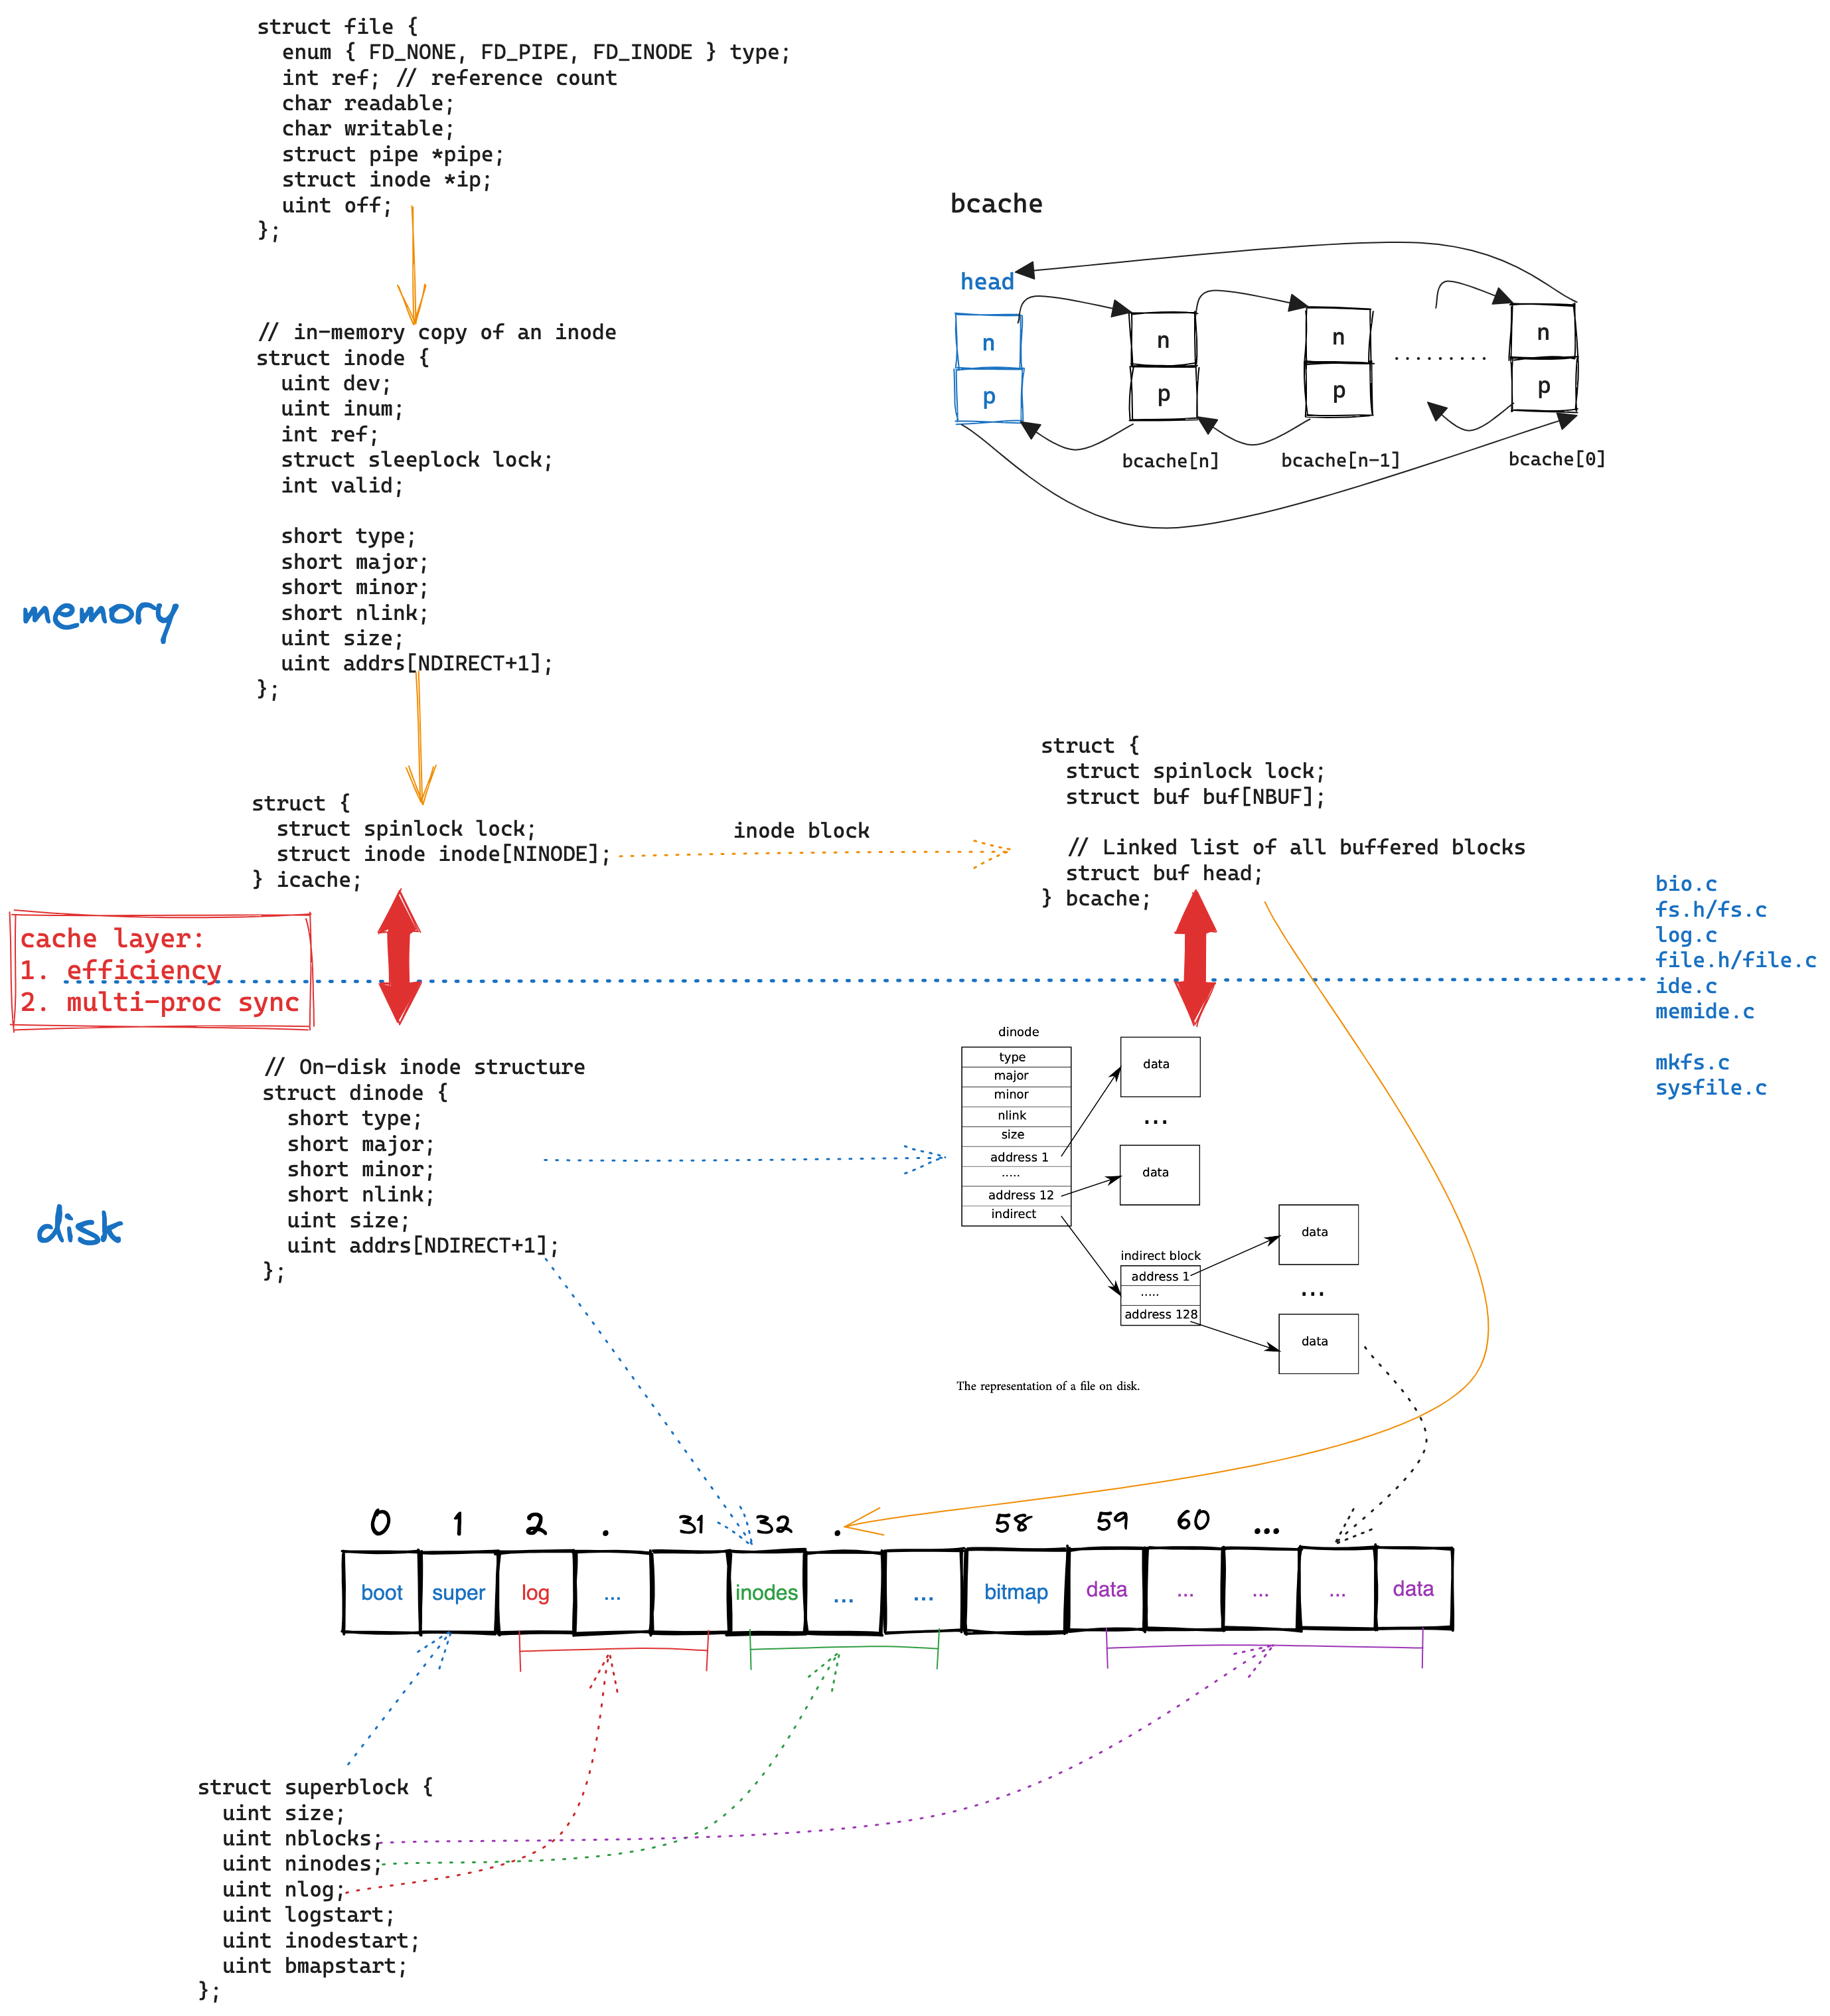 struct file {
enum { FD_NONE, FD_PIPE, FD_INODE } type;
int ref; // reference count
char readable;
char writable;
struct pipe *pipe;
struct inode *ip;
uint off;
};
bcache
head
n
p
n
p
n
p
.........
n
p
bcache[n]
bcache[n-1]
bcache[0]
// in-memory copy of an inode
struct inode {
uint dev;
uint inum;
int ref;
struct sleeplock lock;
int valid;
short type;
short major;
short minor;
short nlink;
uint size;
uint addrs[NDIRECT+1];
};
memory
struct {
struct spinlock lock;
struct inode inode[NINODE];
} icache;
inode block
struct {
struct spinlock lock;
struct buf buf[NBUF];
// Linked list of all buffered blocks
struct buf head;
} bcache;
bio.c
fs.h/fs.c
log.c
file.h/file.c
ide.c
memide.c
mkfs.c
sysfile.c
cache layer:
1. efficiency
2. multi-proc sync
// On-disk inode structure
struct dinode {
short type;
short major;
short minor;
short nlink;
uint size;
uint addrs[NDIRECT+1];
};
disk
dinode
type
major
minor
nlink
size
address 1
.....
address 12
indirect
data
...
data
indirect block
address 1
.....
address 128
data
...
data
The representation of a file on disk.
0 1 2 . 31 32 . 58 59 60 ...
boot super log ... inodes ... ... bitmap data ... ... ... data
struct superblock {
uint size;
uint nblocks;
uint ninodes;
uint nlog;
uint logstart;
uint inodestart;
uint bmapstart;
};